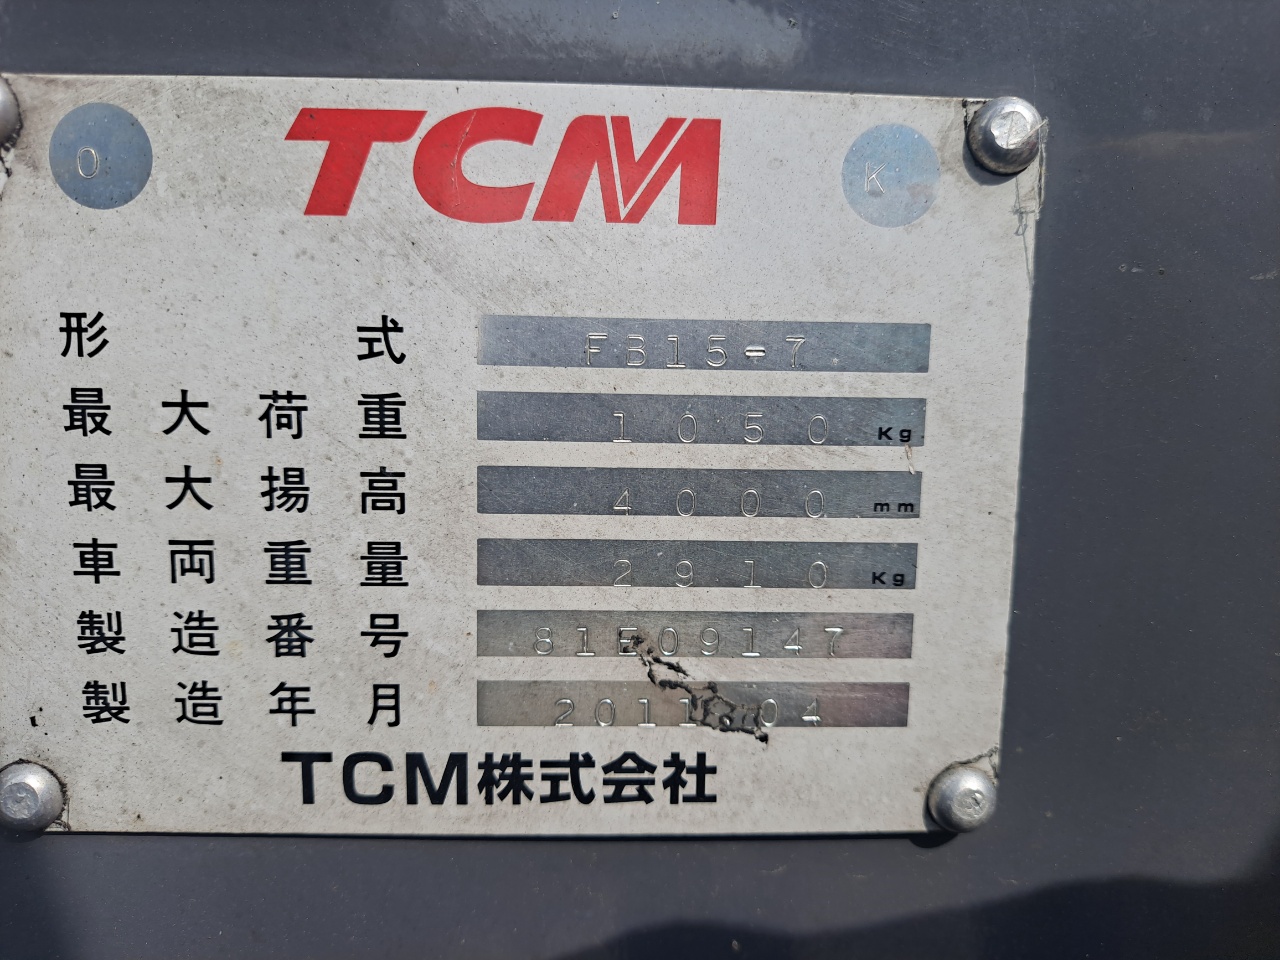 O TCM K
形式 FB15-7
最大荷重 1050 Kg
最大揚高 4000 mm
車両重量 2910 Kg
製造番号 81E09147
製造年月 2011.04
TCM株式会社